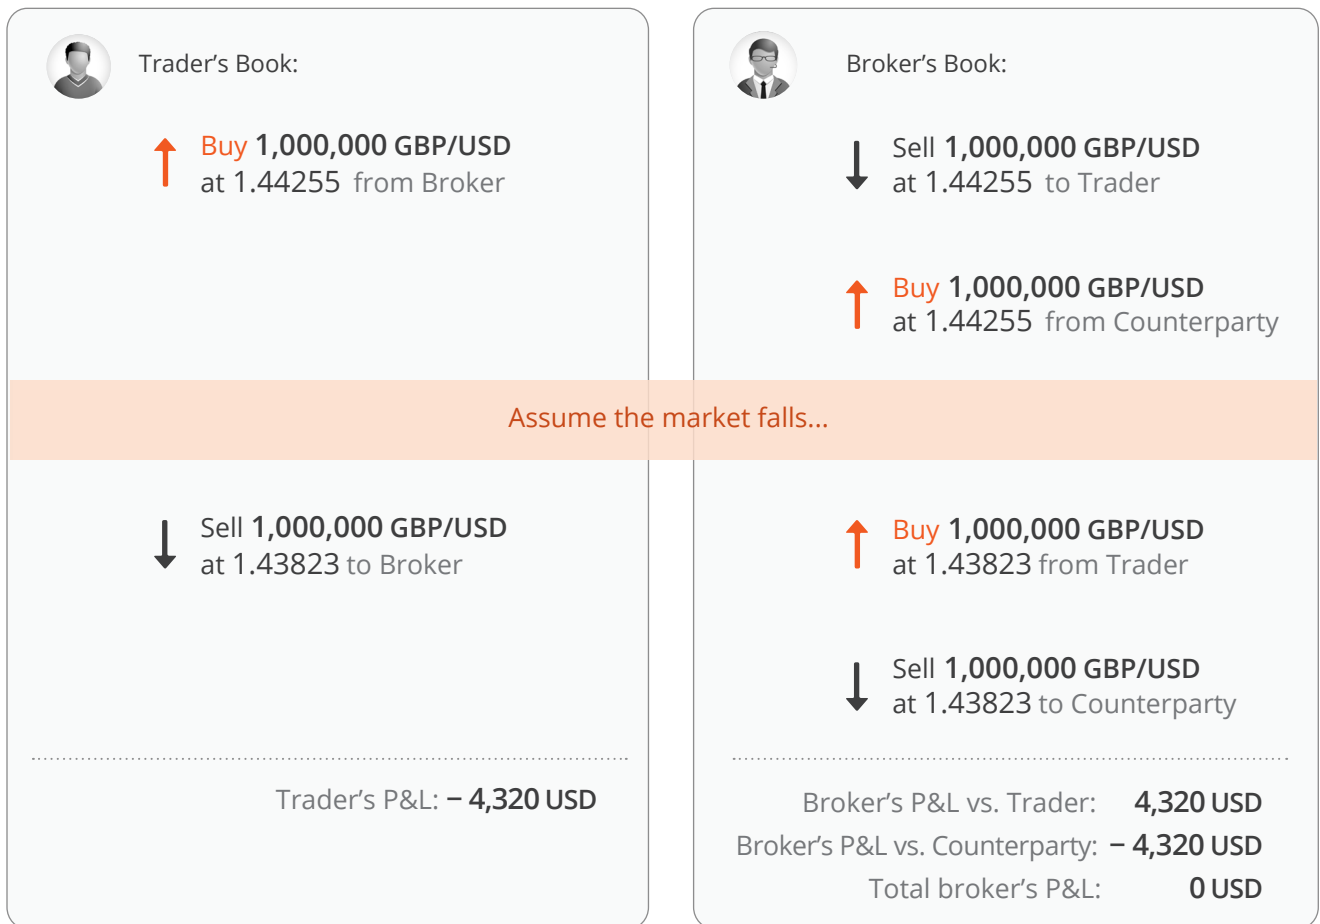 Trader’s Book:
Buy 1,000,000 GBP/USD
at 1.44255 from Broker
Broker’s Book:
Sell 1,000,000 GBP/USD
at 1.44255 to Trader
Buy 1,000,000 GBP/USD
at 1.44255 from Counterparty
Assume the market falls...
Sell 1,000,000 GBP/USD
at 1.43823 to Broker
Buy 1,000,000 GBP/USD
at 1.43823 from Trader
Sell 1,000,000 GBP/USD
at 1.43823 to Counterparty
Trader’s P&L: – 4,320 USD
Broker’s P&L vs. Trader: 4,320 USD
Broker’s P&L vs. Counterparty: – 4,320 USD
Total broker’s P&L: 0 USD